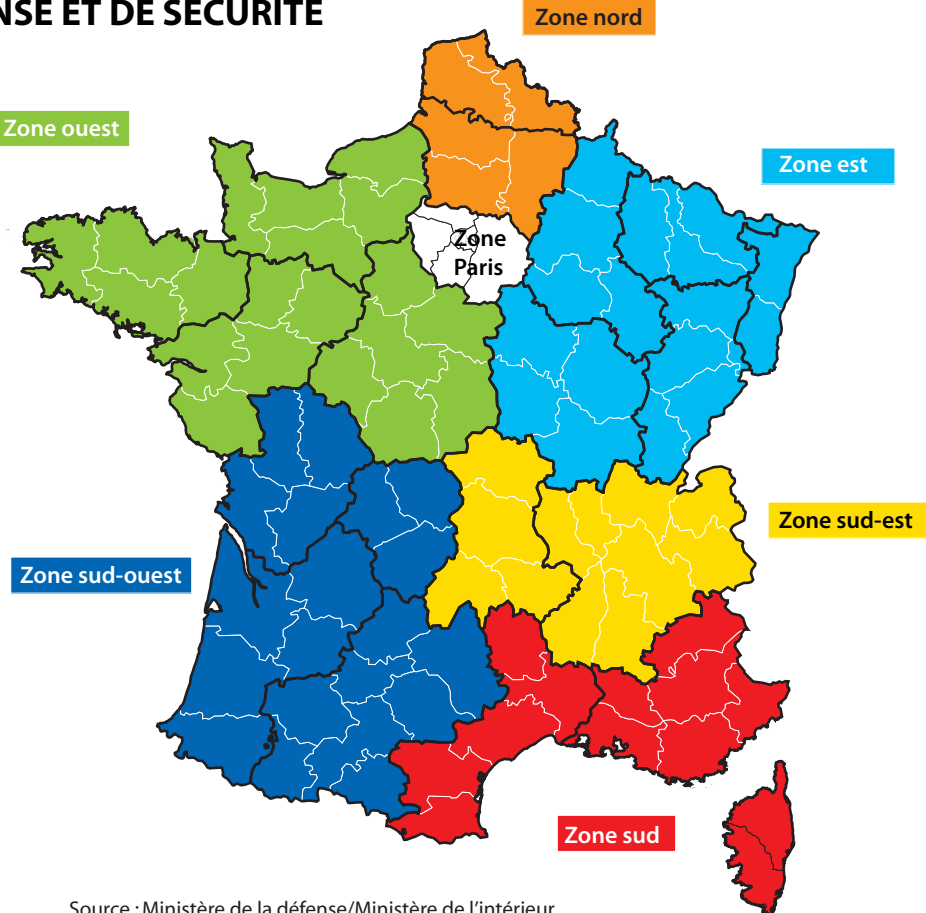 NSE ET DE SÉCURITÉ
Zone nord
Zone ouest
Zone est
Zone
Paris
Zone sud-est
Zone sud-ouest
Zone sud
Source : Ministère de la défense/Ministère de l'intérieur